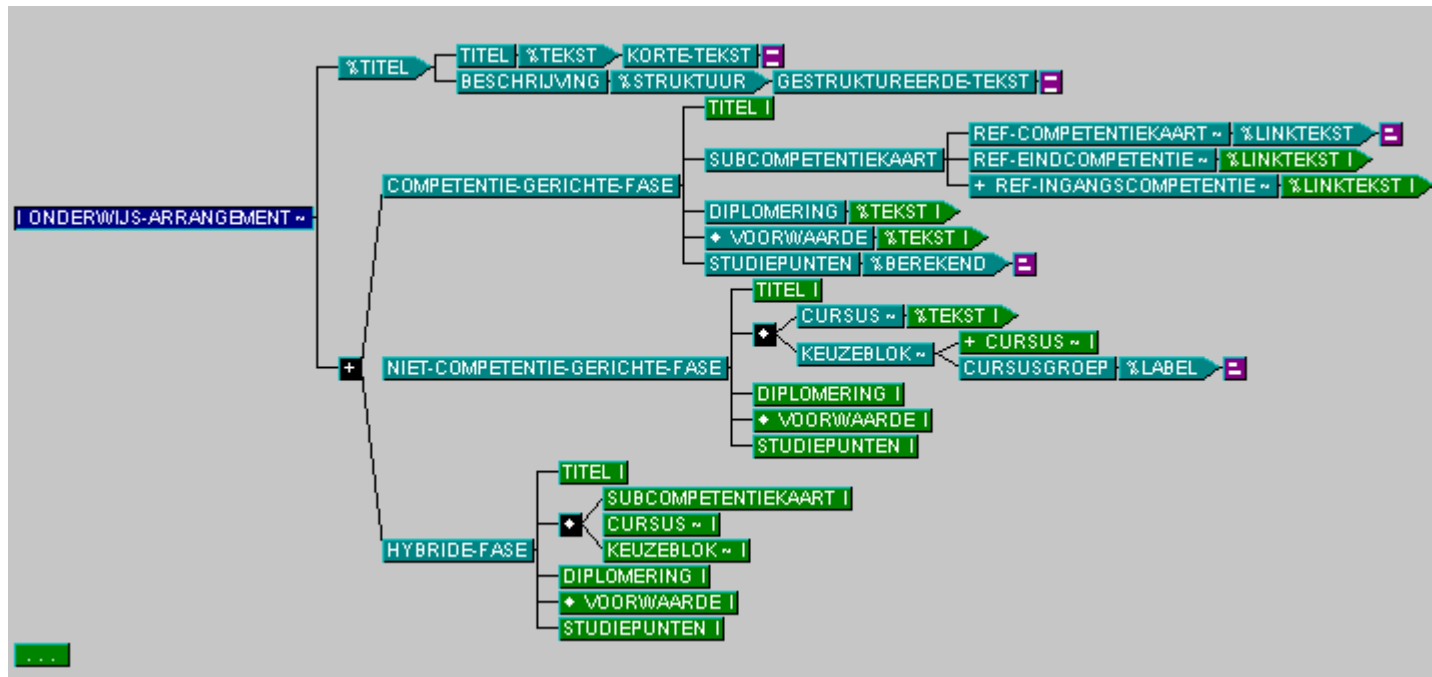 TITEL %TEKST KORTE-TEKST
%TITEL
BESCHRIJVING %STRUKTUUR GESTRUKTUREERDE-TEKST
TITEL |
REF-COMPETENTIEKAART ~ %LINKTEKST
SUBCOMPETENTIEKAART REF-EINDCOMPETENTIE ~ %LINKTEKST |
COMPETENTIE-GERICHTE-FASE + REF-INGANGSCOMPETENTIE ~ %LINKTEKST |
| ONDERWIJS-ARRANGEMENT ~ DIPLOMERING %TEKST |
◆ VOORWAARDE %TEKST |
STUDIEPUNTEN %BEREKEND
TITEL |
CURSUS ~ %TEKST |
◆
+ CURSUS ~ |
KEUZEBLOK ~
+ NIET-COMPETENTIE-GERICHTE-FASE CURSUSGROEP %LABEL
DIPLOMERING |
◆ VOORWAARDE |
STUDIEPUNTEN |
TITEL |
SUBCOMPETENTIEKAART |
◆ CURSUS ~ |
HYBRIDE-FASE KEUZEBLOK ~ |
DIPLOMERING |
◆ VOORWAARDE |
STUDIEPUNTEN |
...